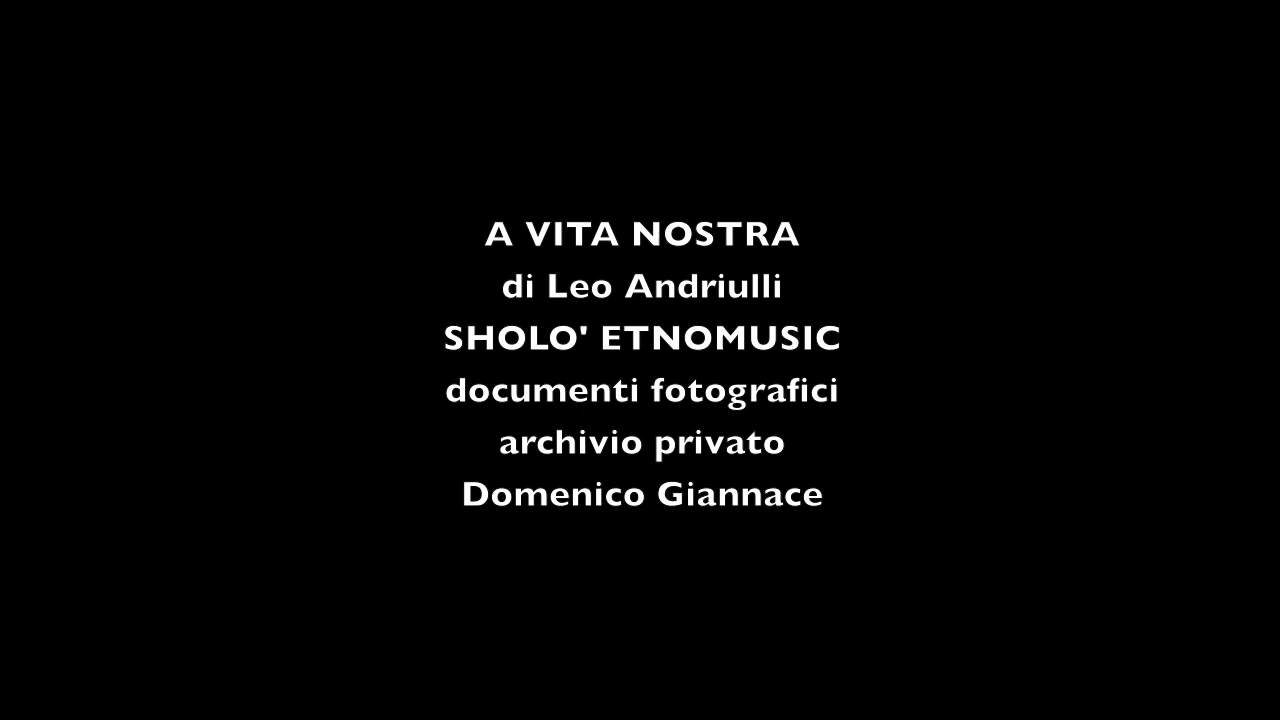 A VITA NOSTRA
di Leo Andriulli
SHOLO' ETNOMUSIC
documenti fotografici
archivio privato
Domenico Giannace